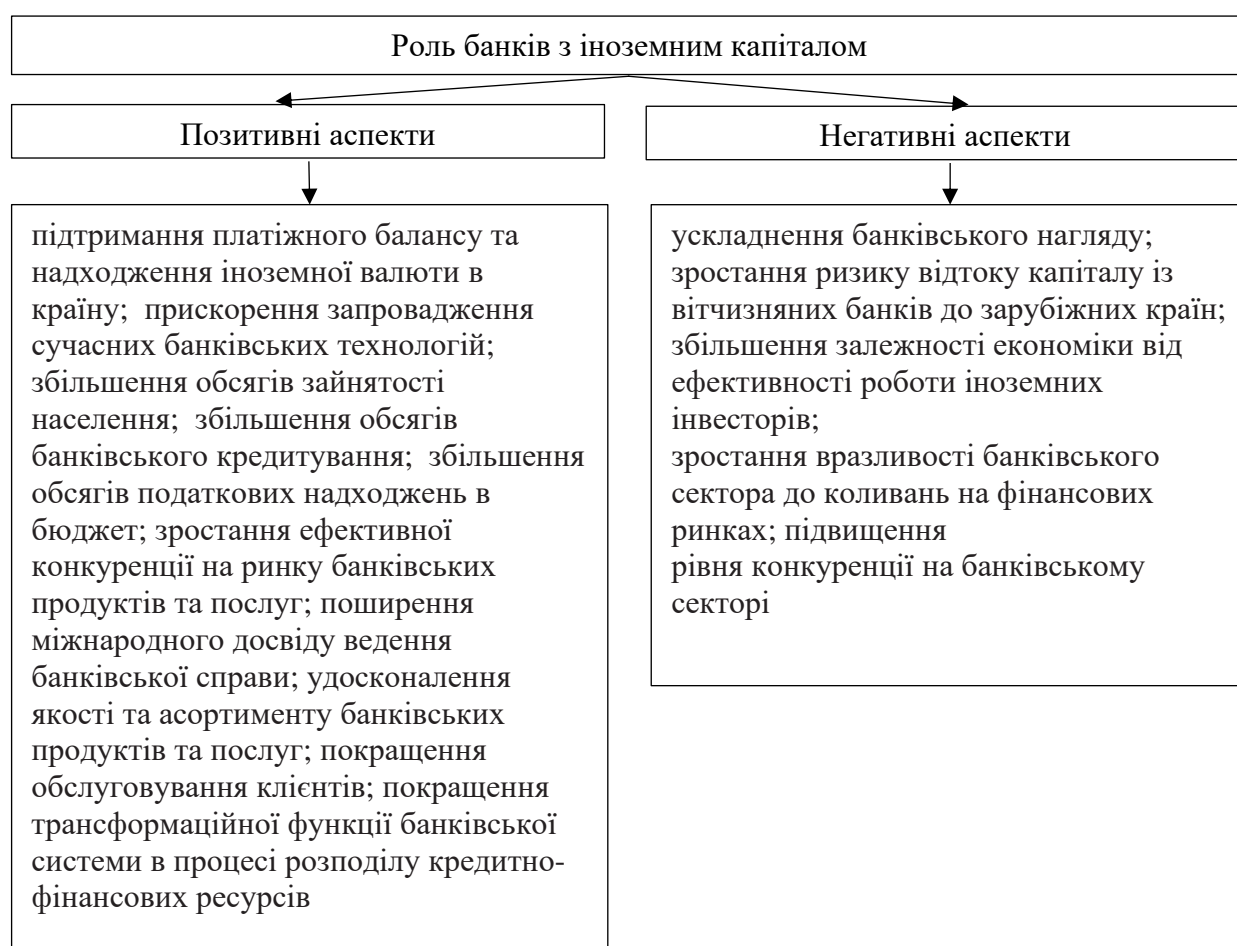 Роль банків з іноземним капіталом
Позитивні аспекти
Негативні аспекти
підтримання платіжного балансу та
надходження іноземної валюти в
країну; прискорення запровадження
сучасних банківських технологій;
збільшення обсягів зайнятості
населення; збільшення обсягів
банківського кредитування; збільшення
обсягів податкових надходжень в
бюджет; зростання ефективної
конкуренції на ринку банківських
продуктів та послуг; поширення
міжнародного досвіду ведення
банківської справи; удосконалення
якості та асортименту банківських
продуктів та послуг; покращення
обслуговування клієнтів; покращення
трансформаційної функції банківської
системи в процесі розподілу кредитно-
фінансових ресурсів
ускладнення банківського нагляду;
зростання ризику відтоку капіталу із
вітчизняних банків до зарубіжних країн;
збільшення залежності економіки від
ефективності роботи іноземних
інвесторів;
зростання вразливості банківського
сектора до коливань на фінансових
ринках; підвищення
рівня конкуренції на банківському
секторі